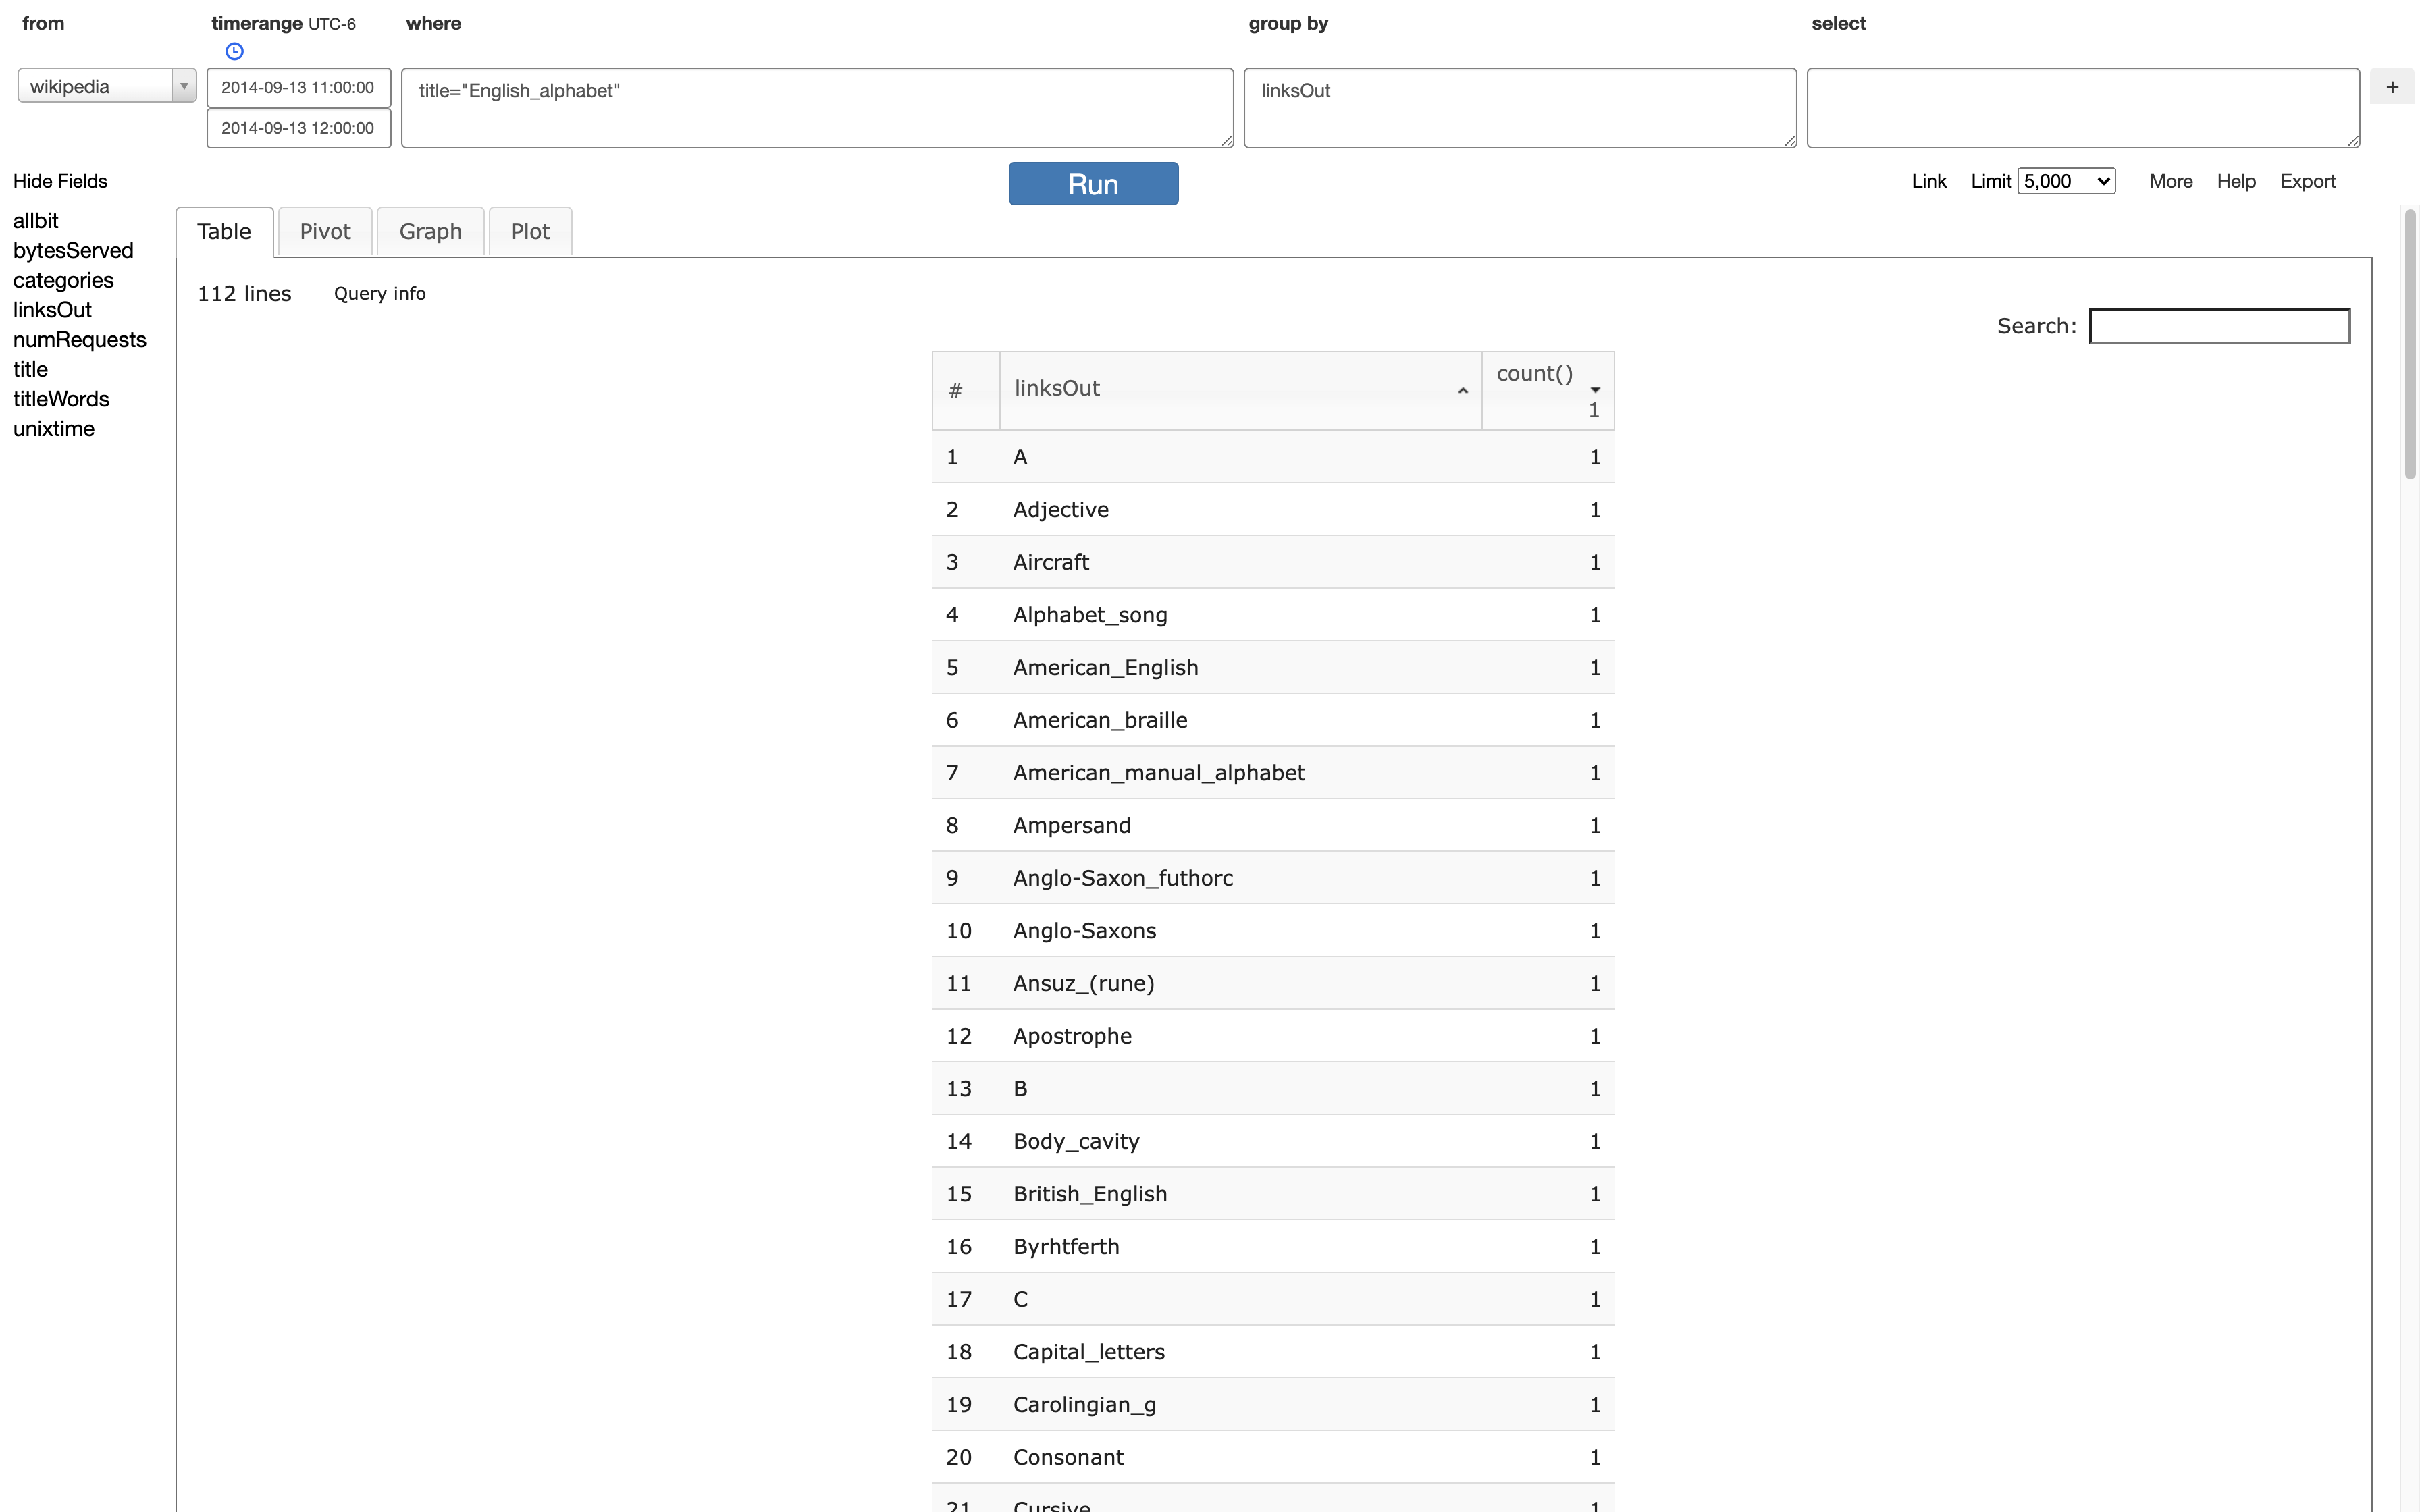 from timerange UTC-6 where group by select
wikipedia 2014-09-13 11:00:00 title="English_alphabet" linksOut +
2014-09-13 12:00:00
Hide Fields Run Link Limit 5,000 More Help Export
allbit
bytesServed
categories
linksOut
numRequests
title
titleWords
unixtime
Table Pivot Graph Plot
112 lines Query info
Search:
# linksOut count()
1
1 A 1
2 Adjective 1
3 Aircraft 1
4 Alphabet_song 1
5 American_English 1
6 American_braille 1
7 American_manual_alphabet 1
8 Ampersand 1
9 Anglo-Saxon_futhorc 1
10 Anglo-Saxons 1
11 Ansuz_(rune) 1
12 Apostrophe 1
13 B 1
14 Body_cavity 1
15 British_English 1
16 Byrhtferth 1
17 C 1
18 Capital_letters 1
19 Carolingian_g 1
20 Consonant 1
21 Cursive 1